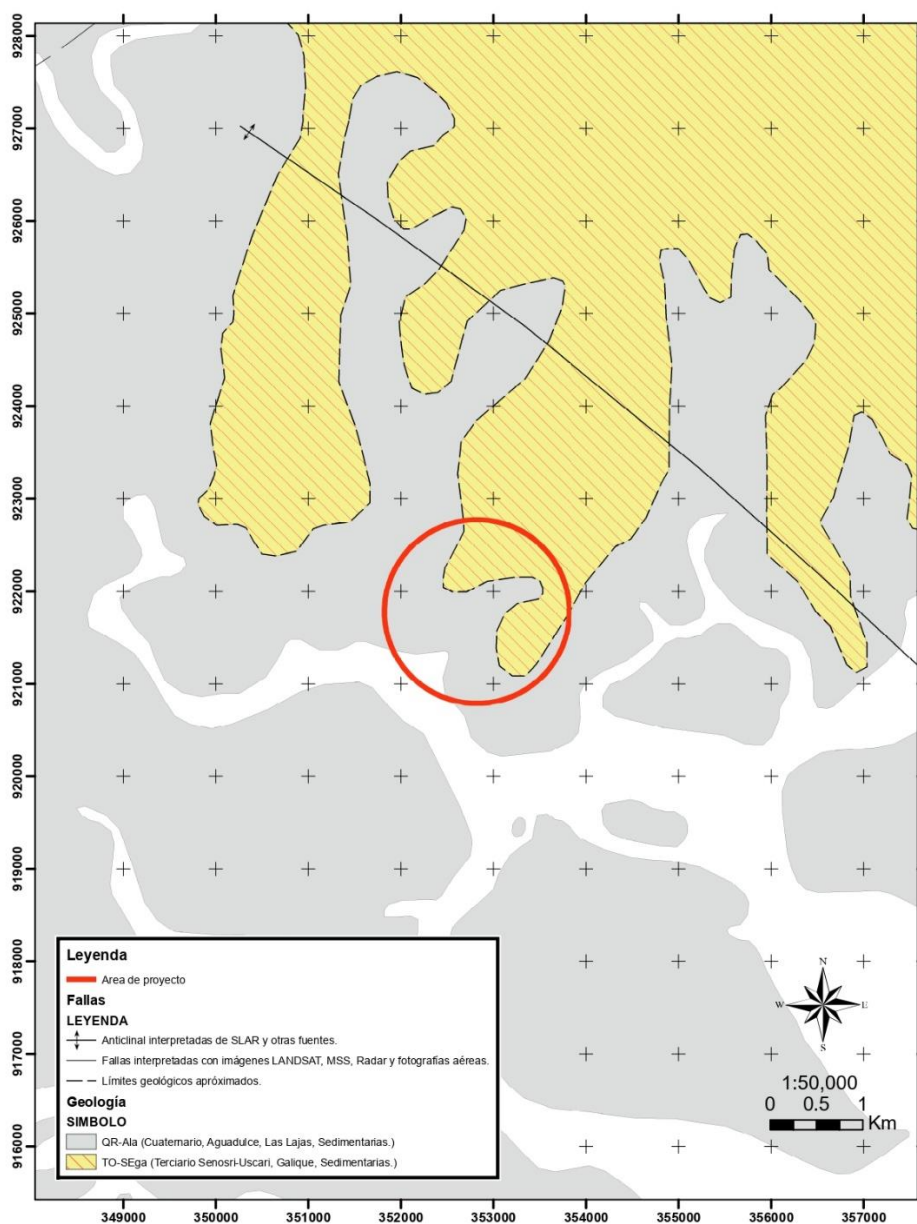 928000
927000
926000
925000
924000
923000
922000
921000
920000
919000
918000
917000
916000
Leyenda
Area de proyecto
Fallas
LEYENDA
Anticlinal interpretadas de SLAR y otras fuentes.
Fallas interpretadas con imágenes LANDSAT, MSS, Radar y fotografías aéreas.
Límites geológicos apróximados.
Geología
SIMBOLO
QR-Ala (Cuaternario, Aguadulce, Las Lajas, Sedimentarias.)
TO-SEga (Terciario Senosri-Uscari, Galique, Sedimentarias.)
N
W E
S
1:50,000
0 0.5 1
Km
349000 350000 351000 352000 353000 354000 355000 356000 357000